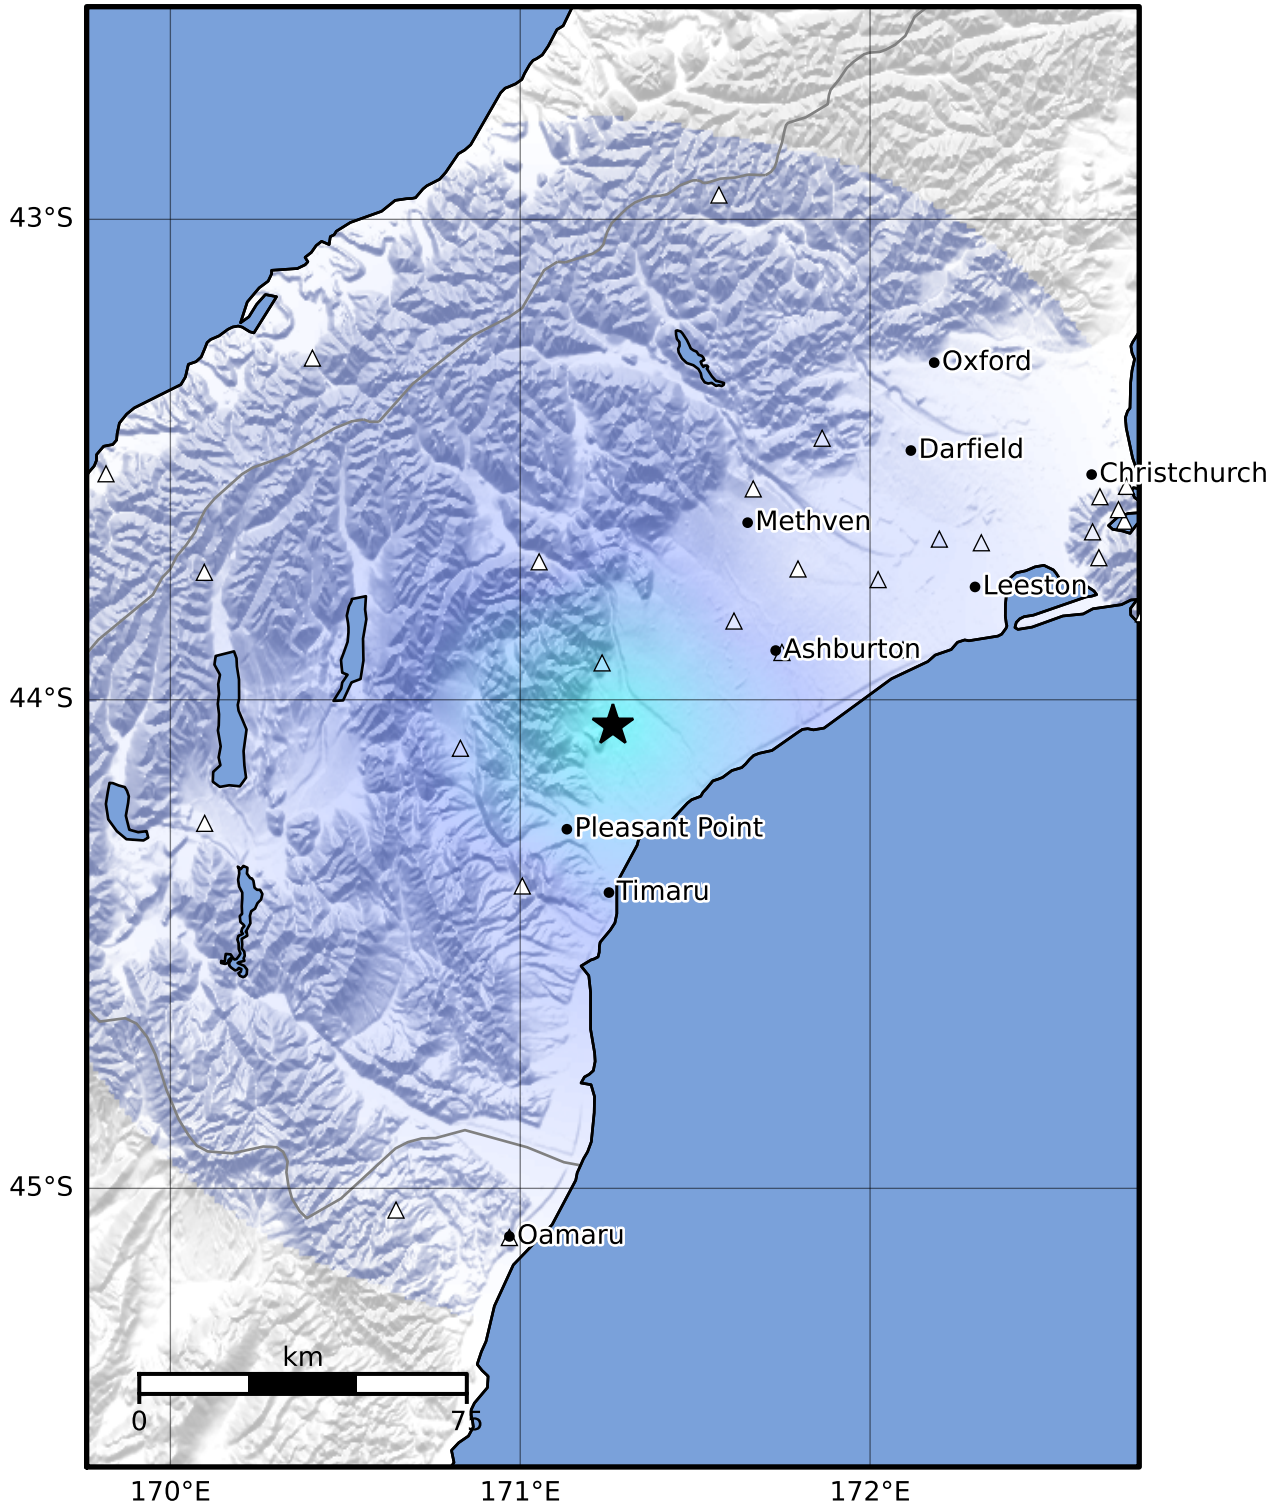 43°S
Oxford
Darfield
Christchurch
Methven
Leeston
Ashburton
44°S
Pleasant Point
Timaru
45°S
Oamaru
km
0 75
170°E 171°E 172°E